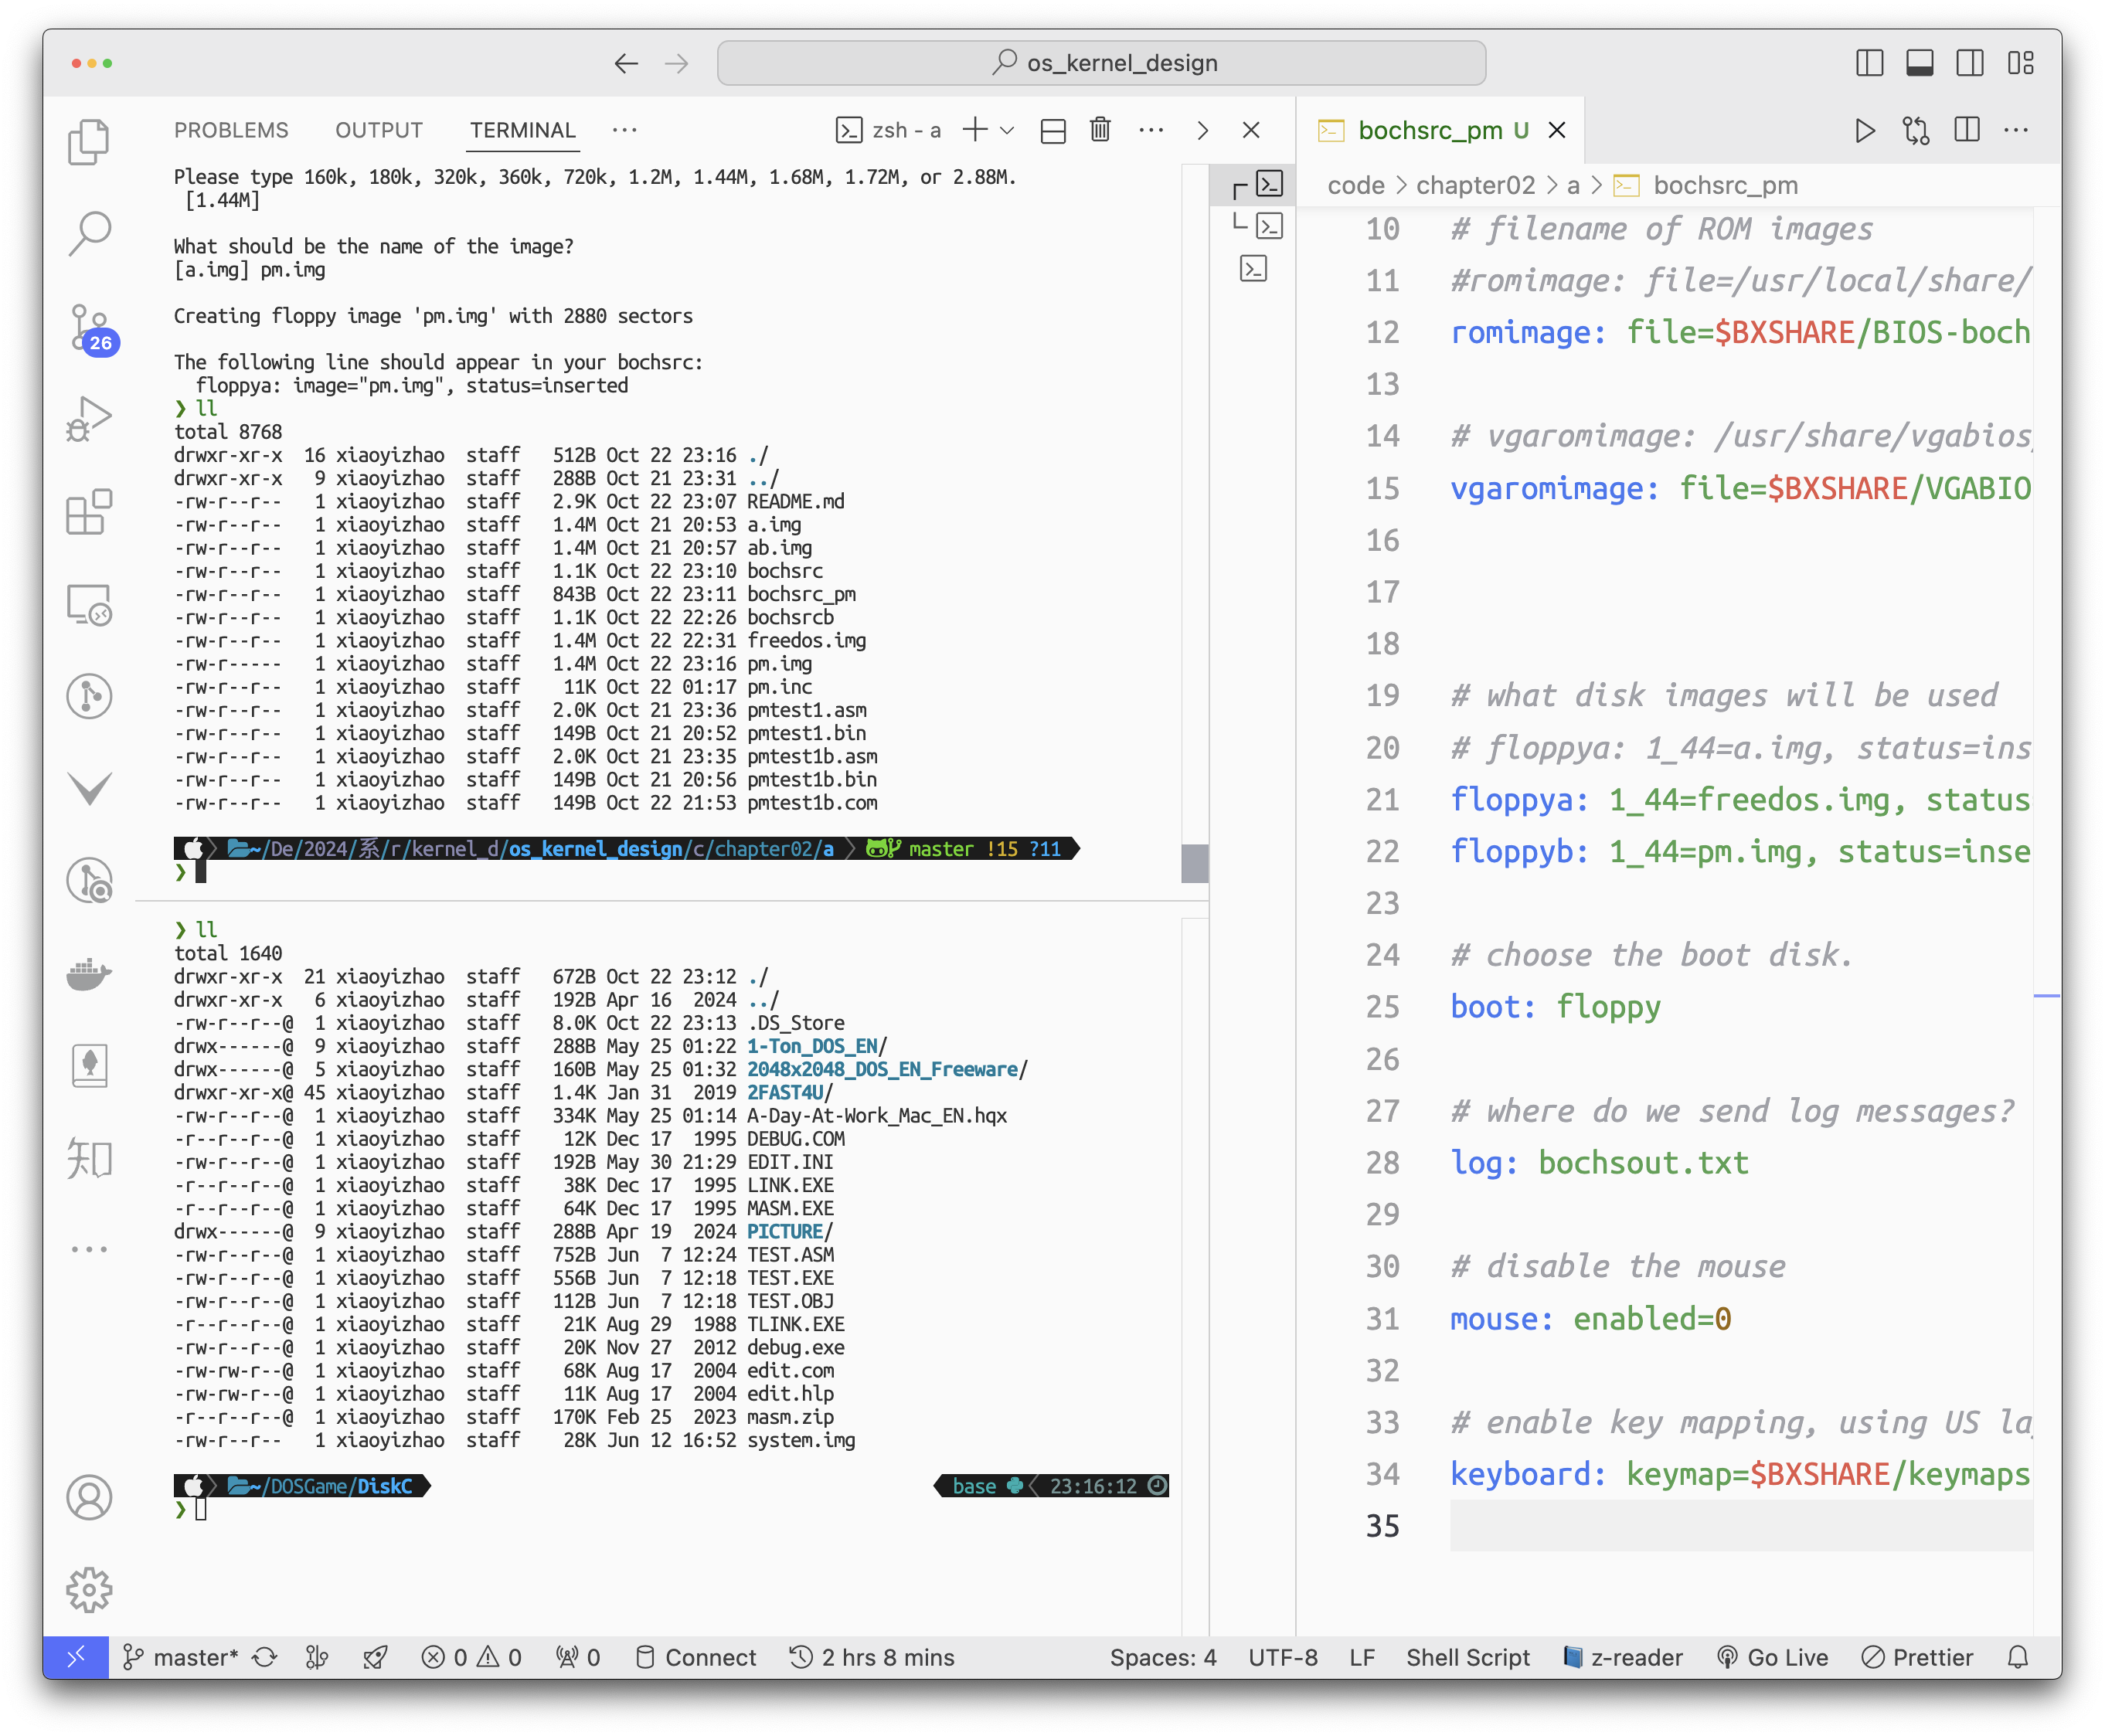 os_kernel_design
PROBLEMS OUTPUT TERMINAL ··· zsh - a
Please type 160k, 180k, 320k, 360k, 720k, 1.2M, 1.44M, 1.68M, 1.72M, or 2.88M.
[1.44M]
What should be the name of the image?
[a.img] pm.img
Creating floppy image 'pm.img' with 2880 sectors
The following line should appear in your bochsrc:
floppya: image="pm.img", status=inserted
❯ ll
total 8768
drwxr-xr-x 16 xiaoyizhao staff 512B Oct 22 23:16 ./
drwxr-xr-x 9 xiaoyizhao staff 288B Oct 21 23:31 ../
-rw-r--r-- 1 xiaoyizhao staff 2.9K Oct 22 23:07 README.md
-rw-r----- 1 xiaoyizhao staff 1.4M Oct 21 20:53 a.img
-rw-r----- 1 xiaoyizhao staff 1.4M Oct 21 20:57 ab.img
-rw-r--r-- 1 xiaoyizhao staff 1.1K Oct 22 23:10 bochsrc
-rw-r--r-- 1 xiaoyizhao staff 843B Oct 22 23:11 bochsrc_pm
-rw-r--r-- 1 xiaoyizhao staff 1.1K Oct 22 22:26 bochsrcb
-rw-r--r-- 1 xiaoyizhao staff 1.4M Oct 22 22:31 freedos.img
-rw-r----- 1 xiaoyizhao staff 1.4M Oct 22 23:16 pm.img
-rw-r--r-- 1 xiaoyizhao staff 11K Oct 22 01:17 pm.inc
-rw-r--r-- 1 xiaoyizhao staff 2.0K Oct 21 23:36 pmtest1.asm
-rw-r--r-- 1 xiaoyizhao staff 149B Oct 21 20:52 pmtest1.bin
-rw-r--r-- 1 xiaoyizhao staff 2.0K Oct 21 23:35 pmtest1b.asm
-rw-r--r-- 1 xiaoyizhao staff 149B Oct 21 20:56 pmtest1b.bin
-rw-r--r-- 1 xiaoyizhao staff 149B Oct 22 21:53 pmtest1b.com
~/De/2024/系/r/kernel_d/os_kernel_design/c/chapter02/a master !15 ?11
❯
❯ ll
total 1640
drwxr-xr-x 21 xiaoyizhao staff 672B Oct 22 23:12 ./
drwxr-xr-x 6 xiaoyizhao staff 192B Apr 16 2024 ../
-rw-r--r--@ 1 xiaoyizhao staff 8.0K Oct 22 23:13 .DS_Store
drwx------@ 9 xiaoyizhao staff 288B May 25 01:22 1-Ton_DOS_EN/
drwx------@ 5 xiaoyizhao staff 160B May 25 01:32 2048x2048_DOS_EN_Freeware/
drwxr-xr-x@ 45 xiaoyizhao staff 1.4K Jan 31 2019 2FAST4U/
-rw-r--r--@ 1 xiaoyizhao staff 334K May 25 01:14 A-Day-At-Work_Mac_EN.hqx
-r--r--r--@ 1 xiaoyizhao staff 12K Dec 17 1995 DEBUG.COM
-rw-r--r--@ 1 xiaoyizhao staff 192B May 30 21:29 EDIT.INI
-r--r--r--@ 1 xiaoyizhao staff 38K Dec 17 1995 LINK.EXE
-r--r--r--@ 1 xiaoyizhao staff 64K Dec 17 1995 MASM.EXE
drwx------@ 9 xiaoyizhao staff 288B Apr 19 2024 PICTURE/
-rw-r--r--@ 1 xiaoyizhao staff 752B Jun 7 12:24 TEST.ASM
-rw-r--r--@ 1 xiaoyizhao staff 556B Jun 7 12:18 TEST.EXE
-rw-r--r--@ 1 xiaoyizhao staff 112B Jun 7 12:18 TEST.OBJ
-r--r--r--@ 1 xiaoyizhao staff 21K Aug 29 1988 TLINK.EXE
-rw-r--r--@ 1 xiaoyizhao staff 20K Nov 27 2012 debug.exe
-rw-rw-r--@ 1 xiaoyizhao staff 68K Aug 17 2004 edit.com
-rw-rw-r--@ 1 xiaoyizhao staff 11K Aug 17 2004 edit.hlp
-r--r--r--@ 1 xiaoyizhao staff 170K Feb 25 2023 masm.zip
-rw-r--r-- 1 xiaoyizhao staff 28K Jun 12 16:52 system.img
~/DOSGame/DiskC base 23:16:12
❯
26
知
bochsrc_pm U
code > chapter02 > a > bochsrc_pm
10 # filename of ROM images
11 #romimage: file=/usr/local/share/
12 romimage: file=$BXSHARE/BIOS-boch
13
14 # vgaromimage: /usr/share/vgabios
15 vgaromimage: file=$BXSHARE/VGABIO
16
17
18
19 # what disk images will be used
20 # floppya: 1_44=a.img, status=ins
21 floppya: 1_44=freedos.img, status
22 floppyb: 1_44=pm.img, status=inse
23
24 # choose the boot disk.
25 boot: floppy
26
27 # where do we send log messages?
28 log: bochsout.txt
29
30 # disable the mouse
31 mouse: enabled=0
32
33 # enable key mapping, using US la
34 keyboard: keymap=$BXSHARE/keymaps
35
master* 0 0 0 Connect 2 hrs 8 mins Spaces: 4 UTF-8 LF Shell Script z-reader Go Live Prettier